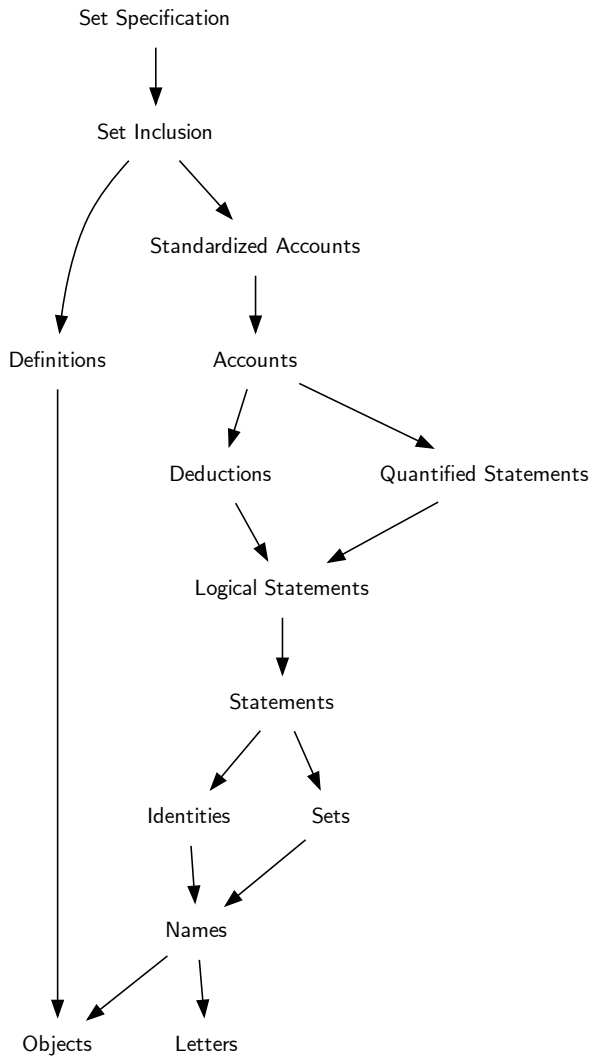 Set Specification
Set Inclusion
Standardized Accounts
Definitions
Accounts
Deductions
Quantified Statements
Logical Statements
Statements
Identities
Sets
Names
Objects
Letters